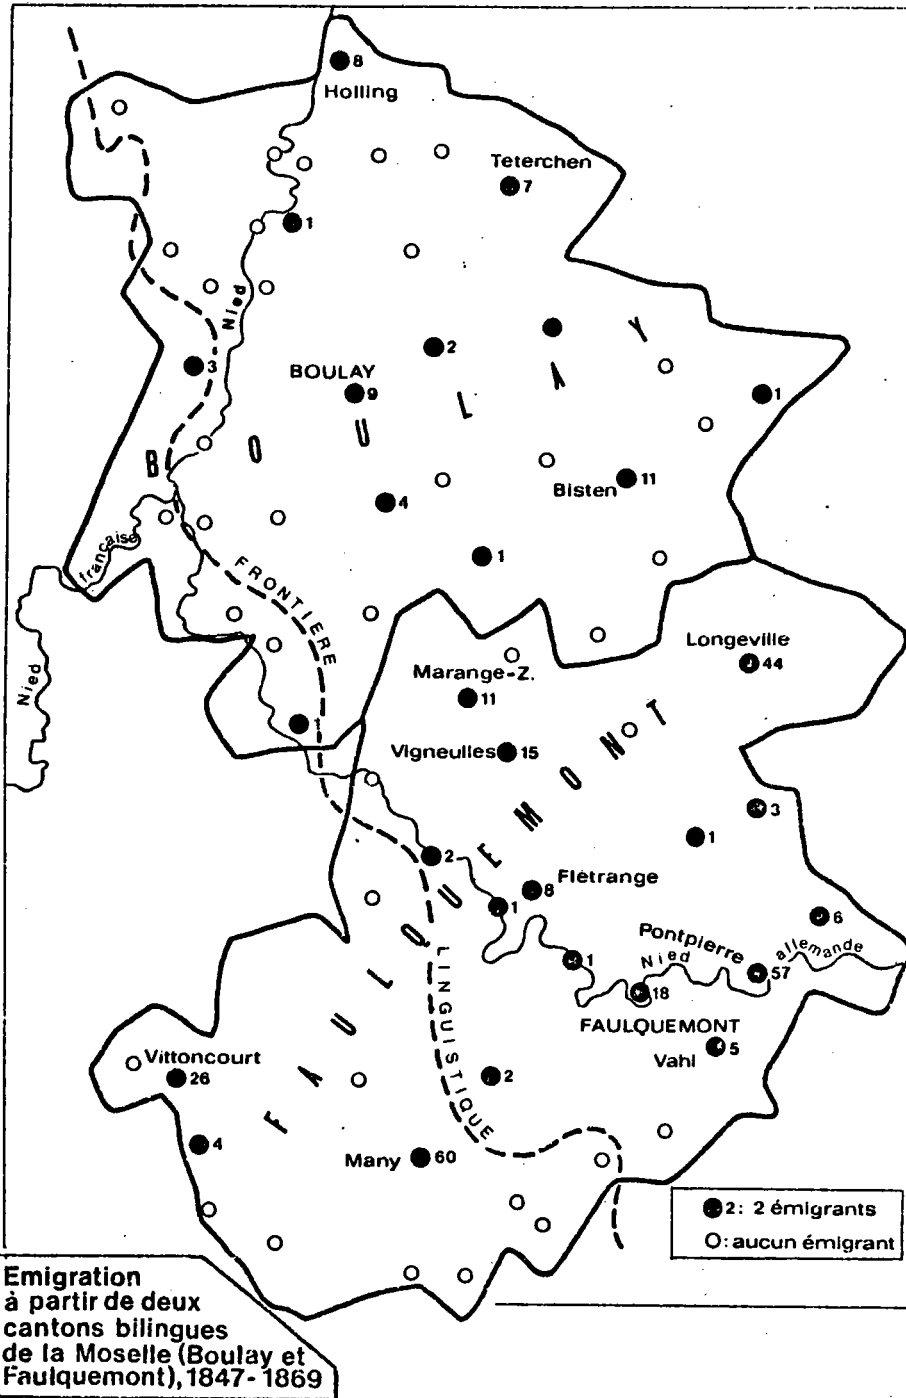 8
Holling
Teterchen
7
1
Nied
2
3
BOULAY
9
1
BOULAY
11
Bisten
4
1
française
FRONTIERE
Longeville
44
Nied
Marange-Z.
11
1
Vigneulles
15
3
1
2
FAULQUEMONT
Flétrange
8
1
6
Pontpierre
allemande
Nied
1
57
18
LINGUISTIQUE
FAULQUEMONT
5
Vahl
Vittoncourt
26
2
4
Many
60
2: 2 émigrants
: aucun émigrant
Emigration
à partir de deux
cantons bilingues
de la Moselle (Boulay et
Faulquemont), 1847-1869